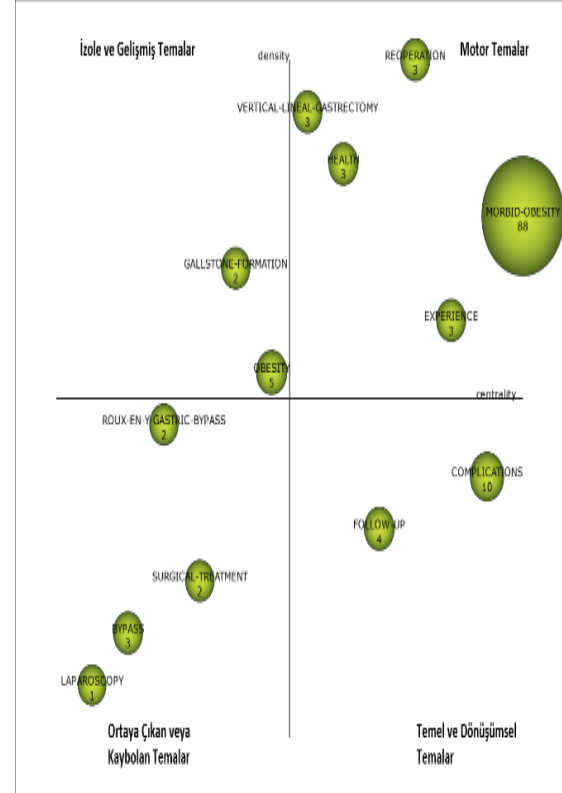 İzole ve Gelişmiş Temalar
Motor Temalar
density
REOPERATION
3
VERTICAL-LINEAL-GASTRECTOMY
3
HEALTH
3
MORBID-OBESITY
88
GALLSTONE-FORMATION
2
EXPERIENCE
3
OBESITY
5
centrality
ROUX-EN-Y-GASTRIC-BYPASS
2
COMPLICATIONS
10
FOLLOW-UP
4
SURGICAL-TREATMENT
2
BYPASS
3
LAPAROSCOPY
1
Ortaya Çıkan veya
Kaybolan Temalar
Temel ve Dönüşümsel
Temalar